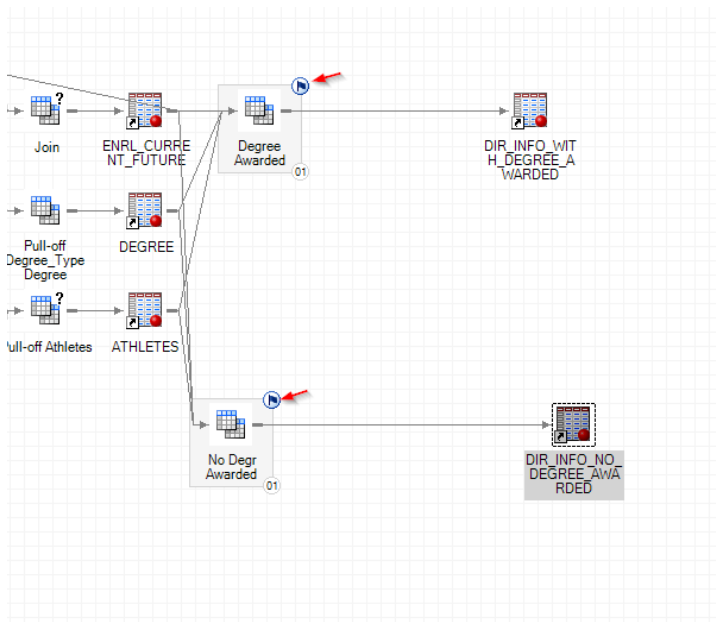 ?
Join
ENRL_CURRE
NT_FUTURE
Degree
Awarded
01
DIR_INFO_WIT
H_DEGREE_A
WARDED
Pull-off
Degree_Type
Degree
DEGREE
?
Pull-off Athletes
ATHLETES
No Degr
Awarded
01
DIR_INFO_NO_
DEGREE_AWA
RDED